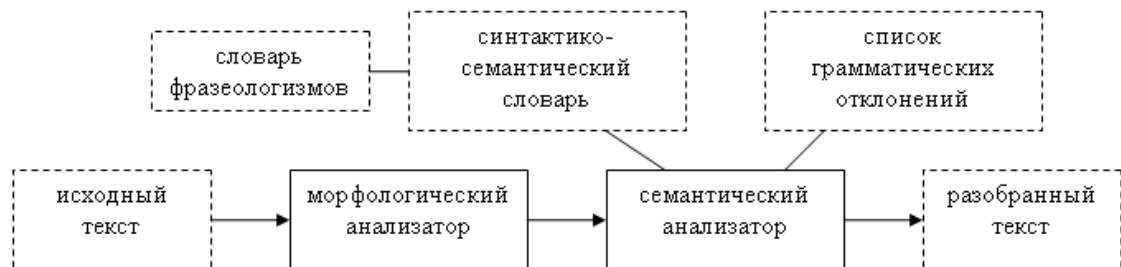 словарь
фразеологизмов
синтактико-
семантический
словарь
список
грамматических
отклонений
исходный
текст
морфологический
анализатор
семантический
анализатор
разобранный
текст